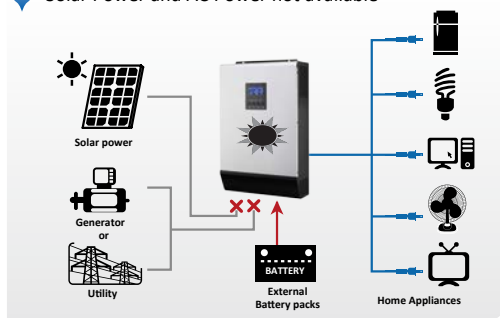 Solar Power and AC Power not available
Solar power
Generator
or
Utility
BATTERY
External
Battery packs
Home Appliances